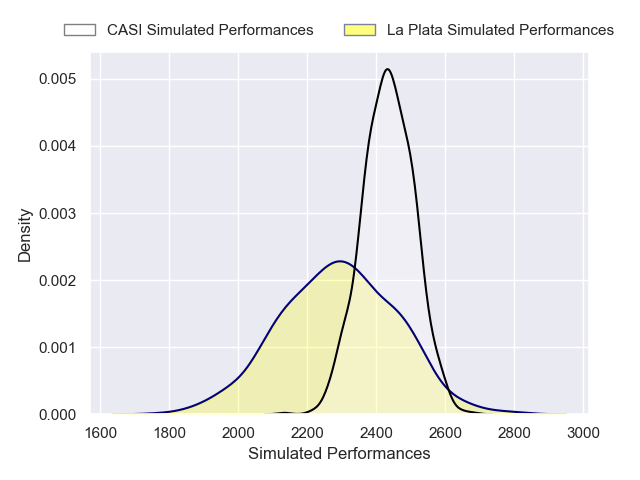 CASI Simulated Performances La Plata Simulated Performances
0.005
0.004
0.003
0.002
0.001
0.000
Density
1600 1800 2000 2200 2400 2600 2800 3000
Simulated Performances